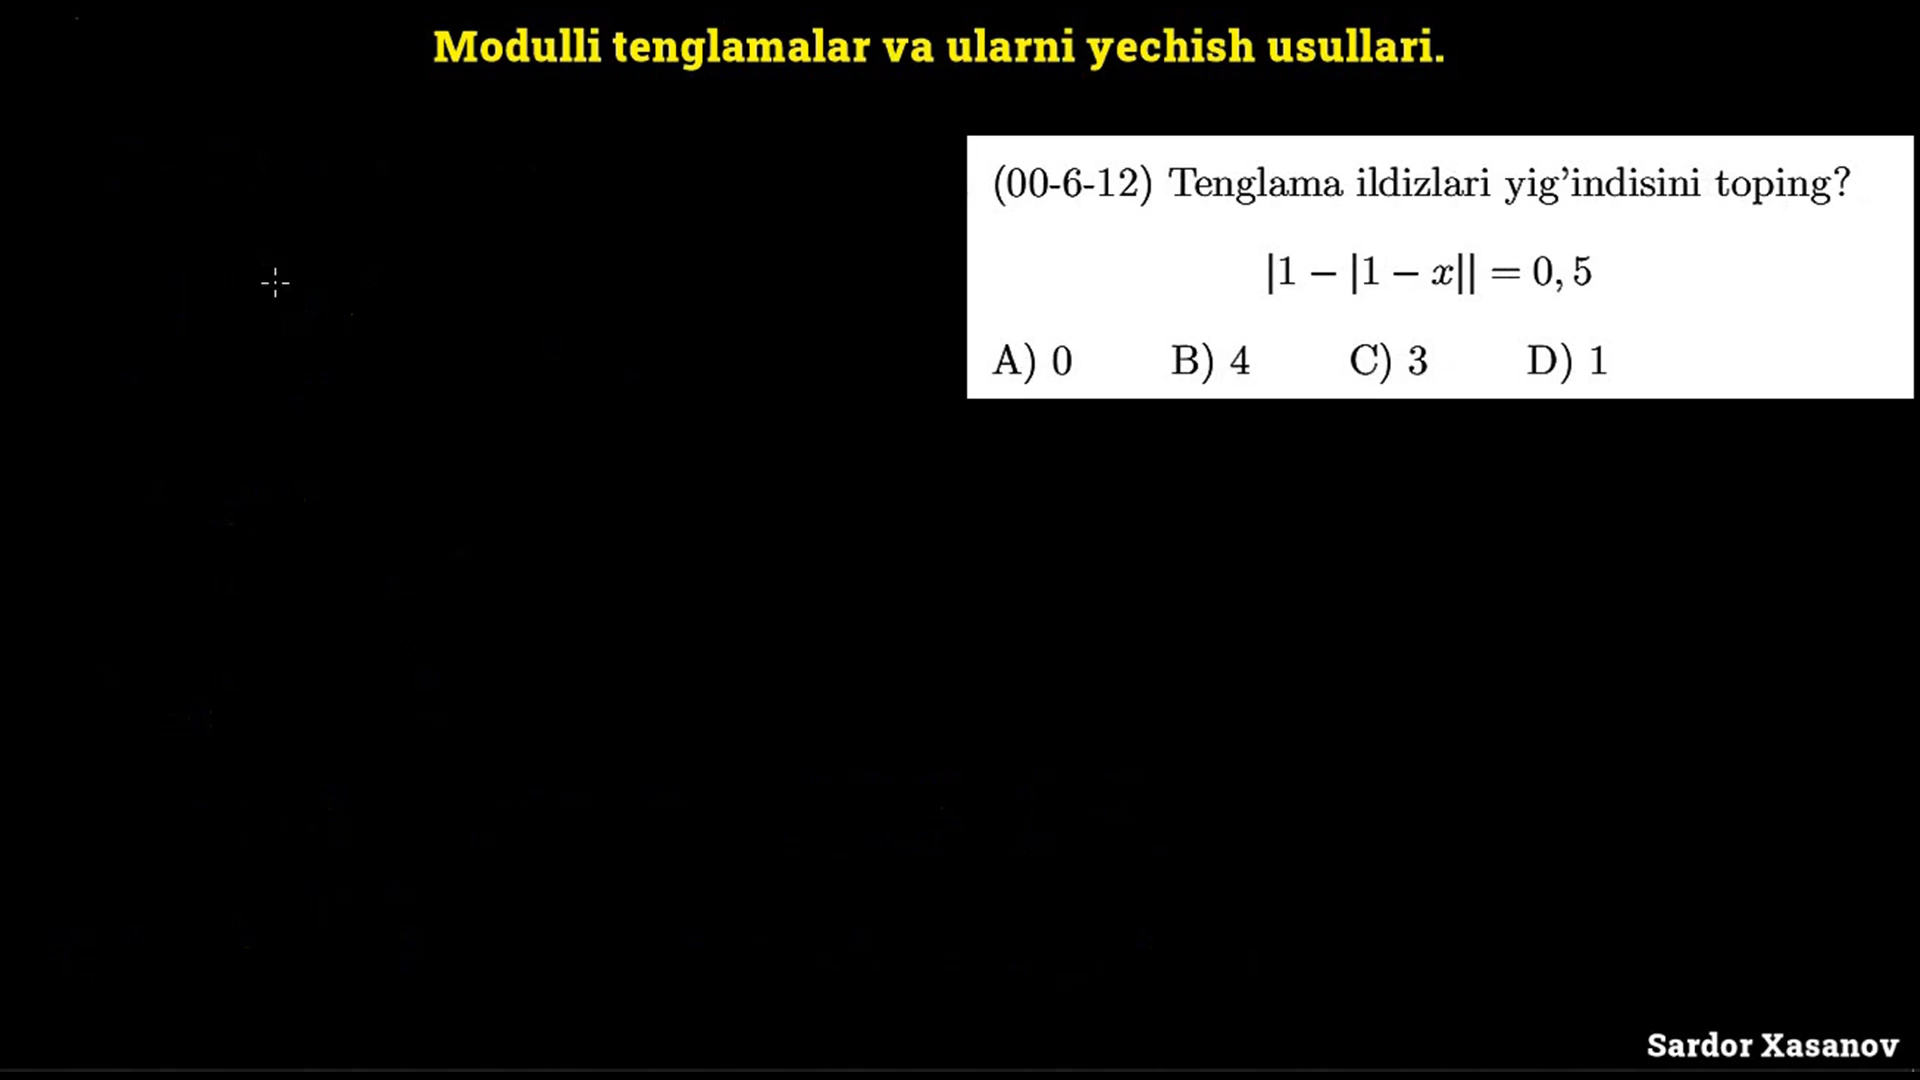 Modulli tenglamalar va ularni yechish usullari.
(00-6-12) Tenglama ildizlari yig’indisini toping?
|1 − |1 − x|| = 0, 5
A) 0 B) 4 C) 3 D) 1
Sardor Xasanov